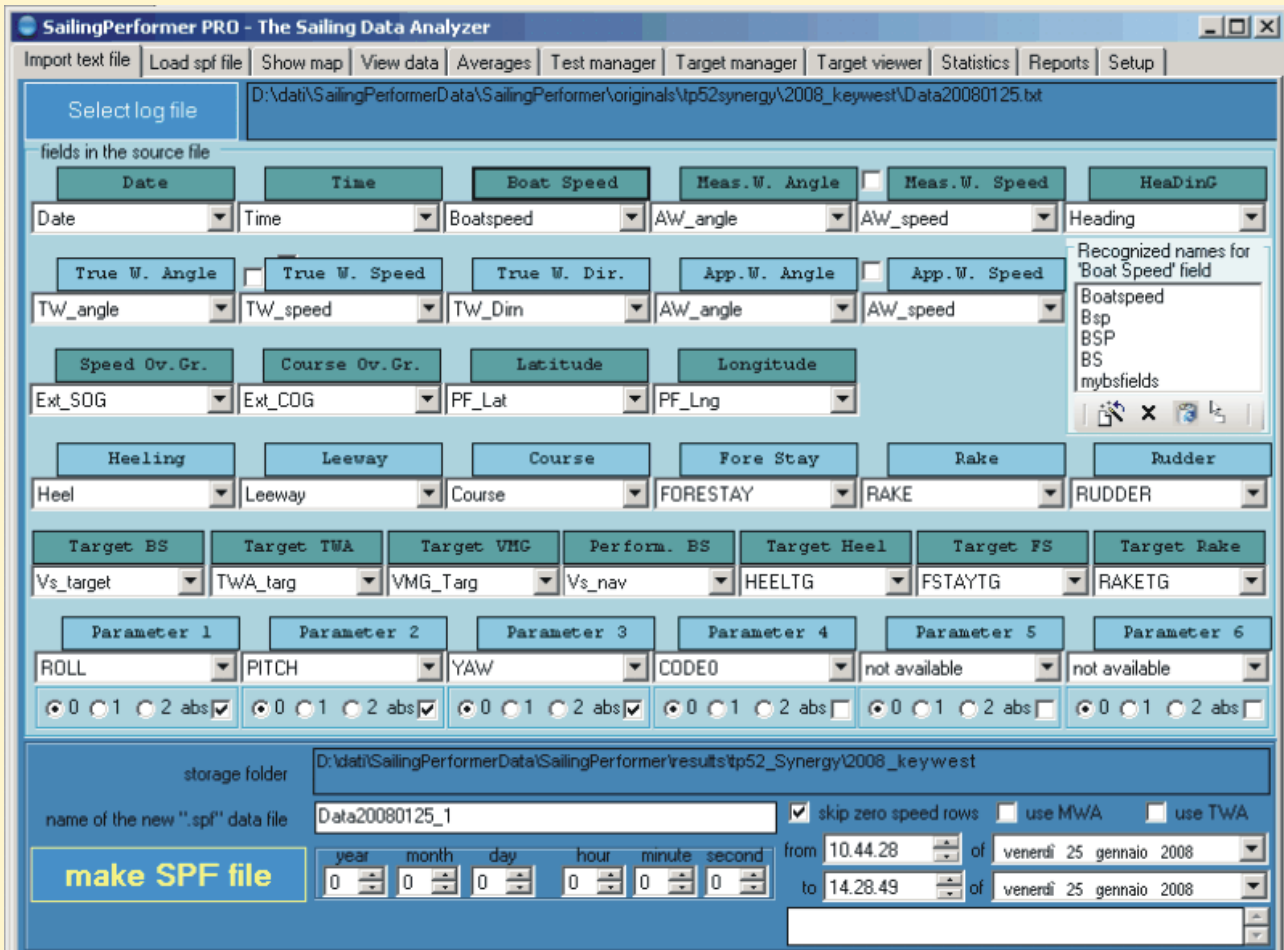 SailingPerformer PRO - The Sailing Data Analyzer
Import text file Load spf file Show map View data Averages Test manager Target manager Target viewer Statistics Reports Setup
Select log file
D:\dati\SailingPerformerData\SailingPerformer\originals\tp52synergy\2008_keywest\Data20080125.txt
fields in the source file
Date Time Boat Speed Meas.W. Angle Meas.W. Speed HeaDinG
Date Time Boatspeed AW_angle AW_speed Heading
True W. Angle True W. Speed True W. Dir. App.W. Angle App.W. Speed
TW_angle TW_speed TW_Dirn AW_angle AW_speed
Recognized names for
'Boat Speed' field
Boatspeed
Bsp
BSP
BS
mybsfields
Speed Ov.Gr. Course Ov.Gr. Latitude Longitude
Ext_SOG Ext_COG PF_Lat PF_Lng
Heeling Leeway Course Fore Stay Rake Rudder
Heel Leeway Course FORESTAY RAKE RUDDER
Target BS Target TWA Target VMG Perform. BS Target Heel Target FS Target Rake
Vs_target TWA_targ VMG_Targ Vs_nav HEELTG FSTAYTG RAKETG
Parameter 1 Parameter 2 Parameter 3 Parameter 4 Parameter 5 Parameter 6
ROLL PITCH YAW CODE0 not available not available
0 1 2 abs 0 1 2 abs 0 1 2 abs 0 1 2 abs 0 1 2 abs 0 1 2 abs
storage folder
D:\dati\SailingPerformerData\SailingPerformer\results\tp52_Synergy\2008_keywest
name of the new ".spf" data file Data20080125_1 skip zero speed rows use MWA use TWA
make SPF file
year month day hour minute second
0 0 0 0 0 0
from 10.44.28 of venerdì 25 gennaio 2008
to 14.28.49 of venerdì 25 gennaio 2008